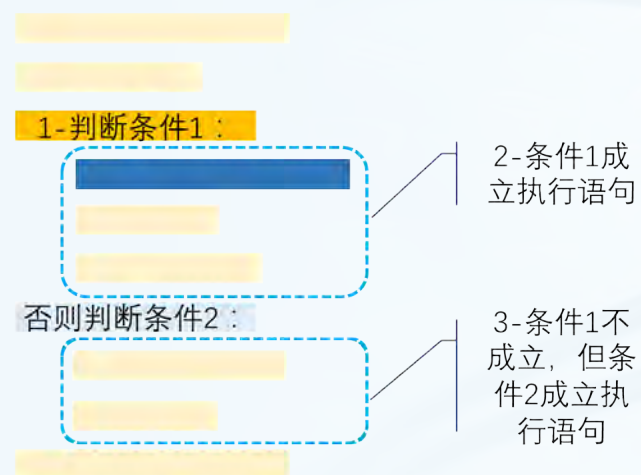 1-判断条件1：
2-条件1成
立执行语句
否则判断条件2：
3-条件1不
成立，但条
件2成立执
行语句